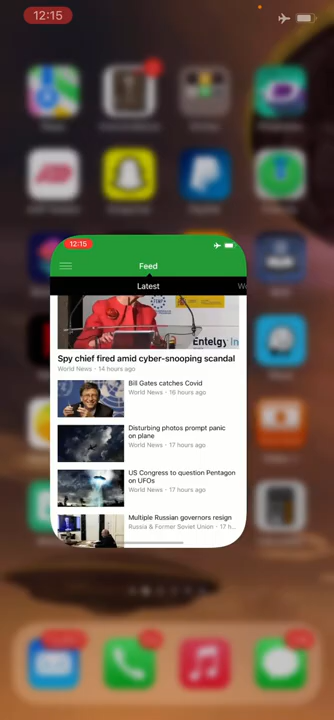 12:15
12:15
Feed
Latest
We
Entelgy In
Spy chief fired amid cyber-snooping scandal
World News • 14 hours ago
Bill Gates catches Covid
World News • 16 hours ago
Disturbing photos prompt panic
on plane
World News • 17 hours ago
US Congress to question Pentagon
on UFOs
World News • 17 hours ago
Multiple Russian governors resign
Russia & Former Soviet Union • 17 h...